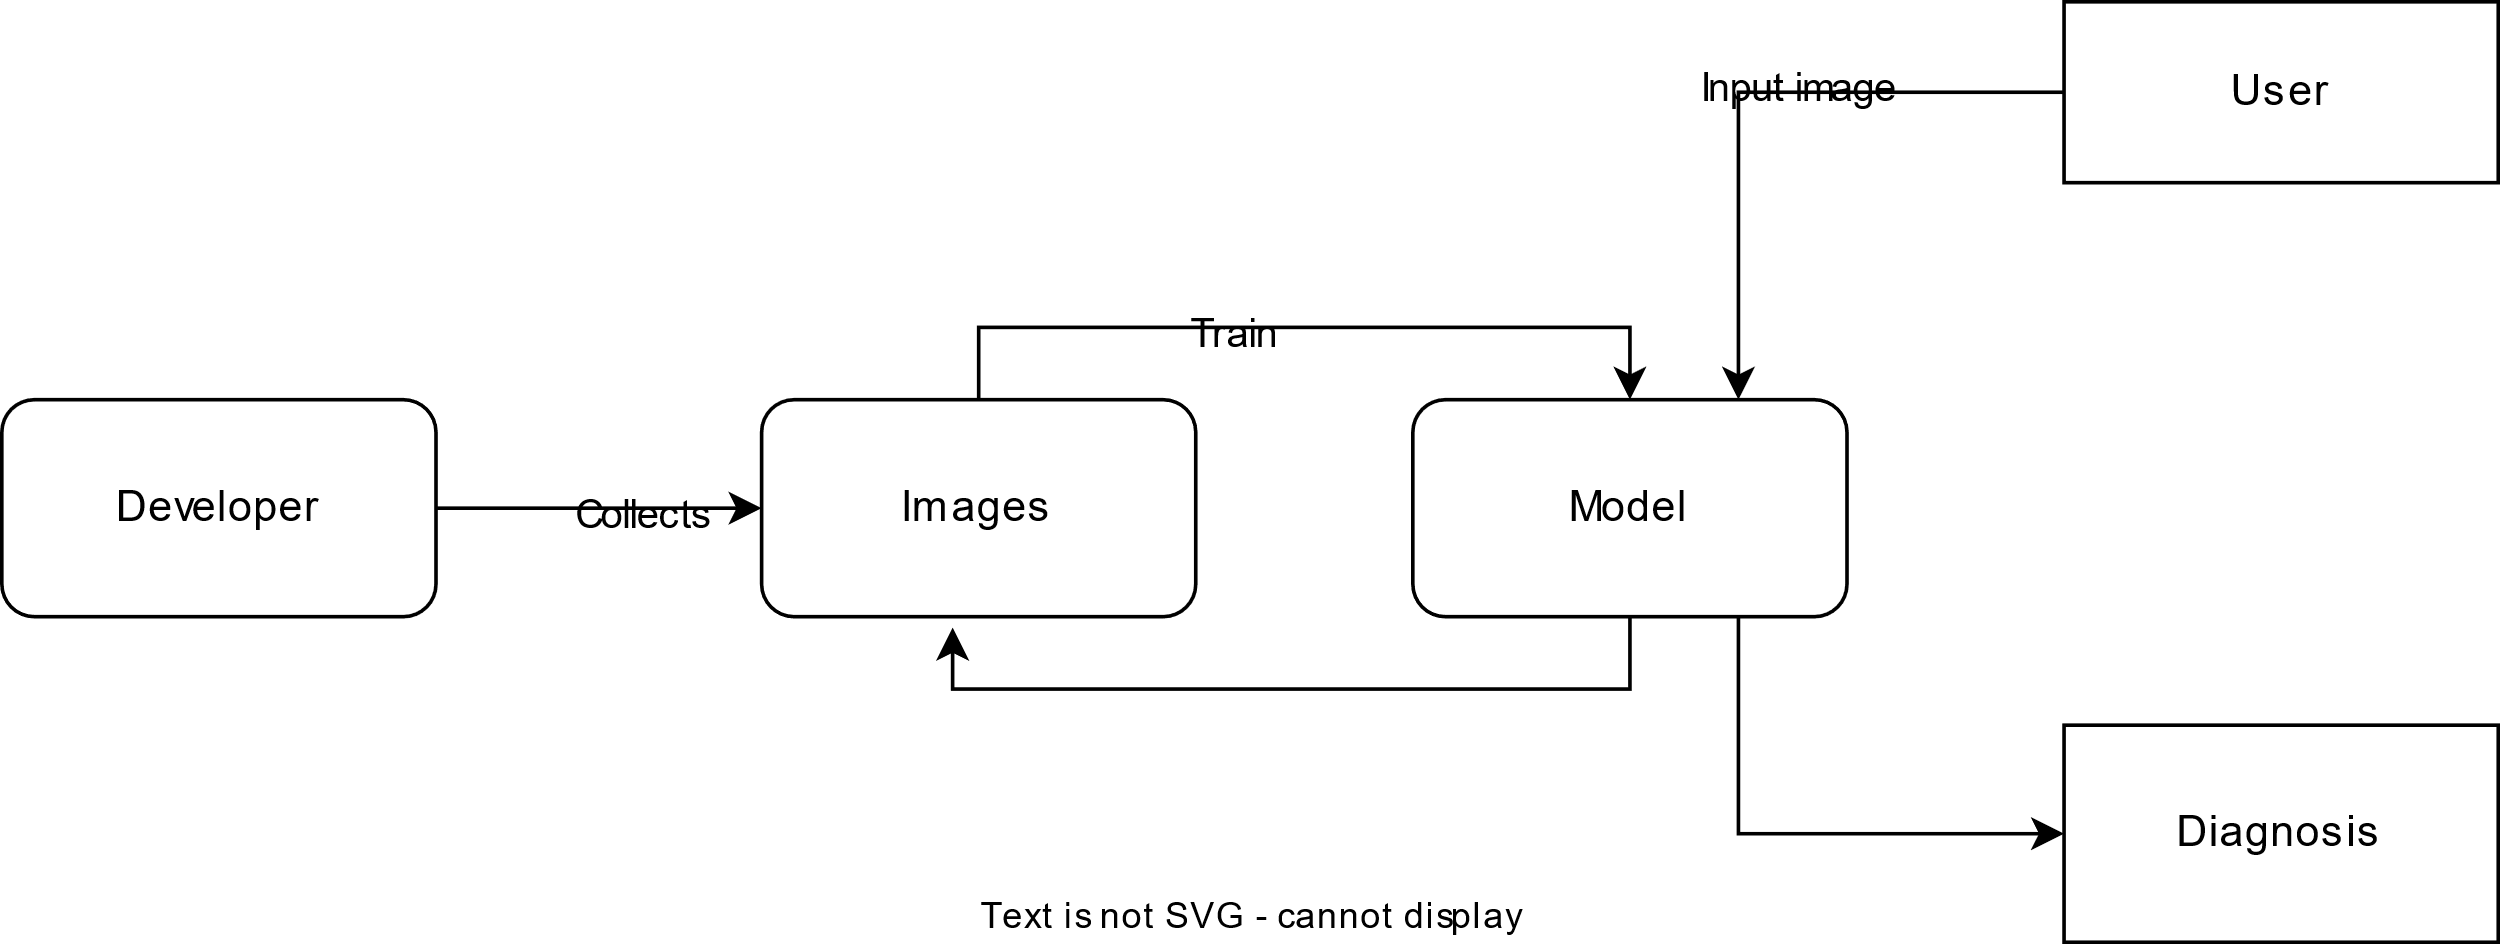 User
Input image
Train
Developer
Collects
Images
Model
Diagnosis
Text is not SVG - cannot display